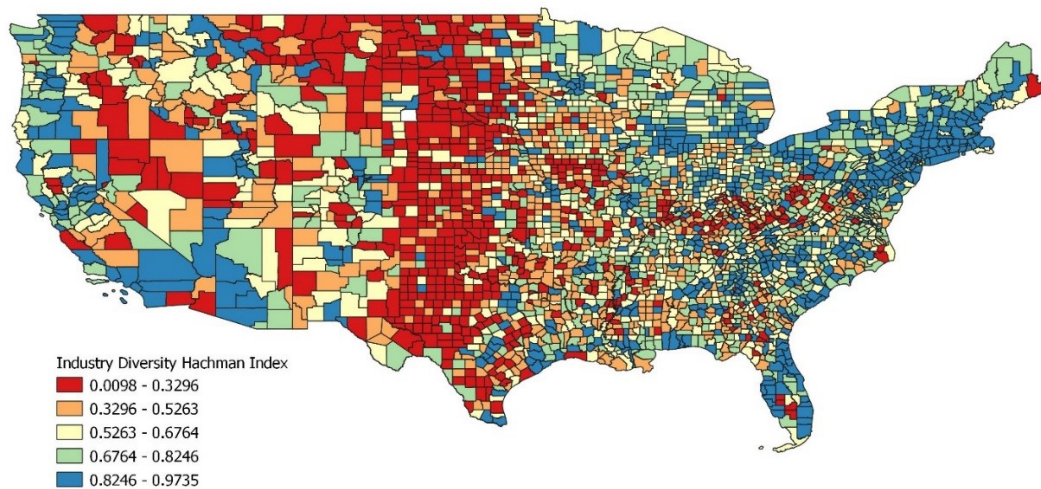 Industry Diversity Hachman Index
0.0098 - 0.3296
0.3296 - 0.5263
0.5263 - 0.6764
0.6764 - 0.8246
0.8246 - 0.9735